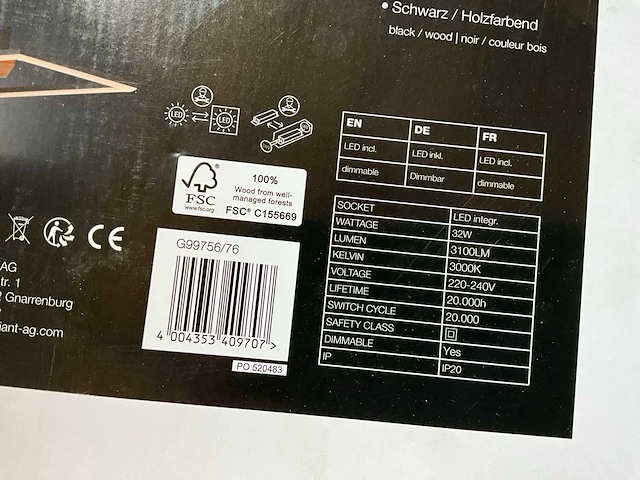 • Schwarz / Holzfarbend
black / wood | noir / couleur bois
LED
LED
EN DE FR
LED incl. LED inkl. LED incl.
dimmable Dimmbar dimmable
100%
Wood from well-
managed forests
FSC® C155669
FSC®
www.fsc.org
SOCKET LED integr.
WATTAGE 32W
LUMEN 3100LM
KELVIN 3000K
VOLTAGE 220-240V
LIFETIME 20.000h
SWITCH CYCLE 20.000
SAFETY CLASS
DIMMABLE Yes
IP IP20
CE
AG
tr. 1
Gnarrenburg
iant-ag.com
G99756/76
4 004353 409707 >
PO 520483